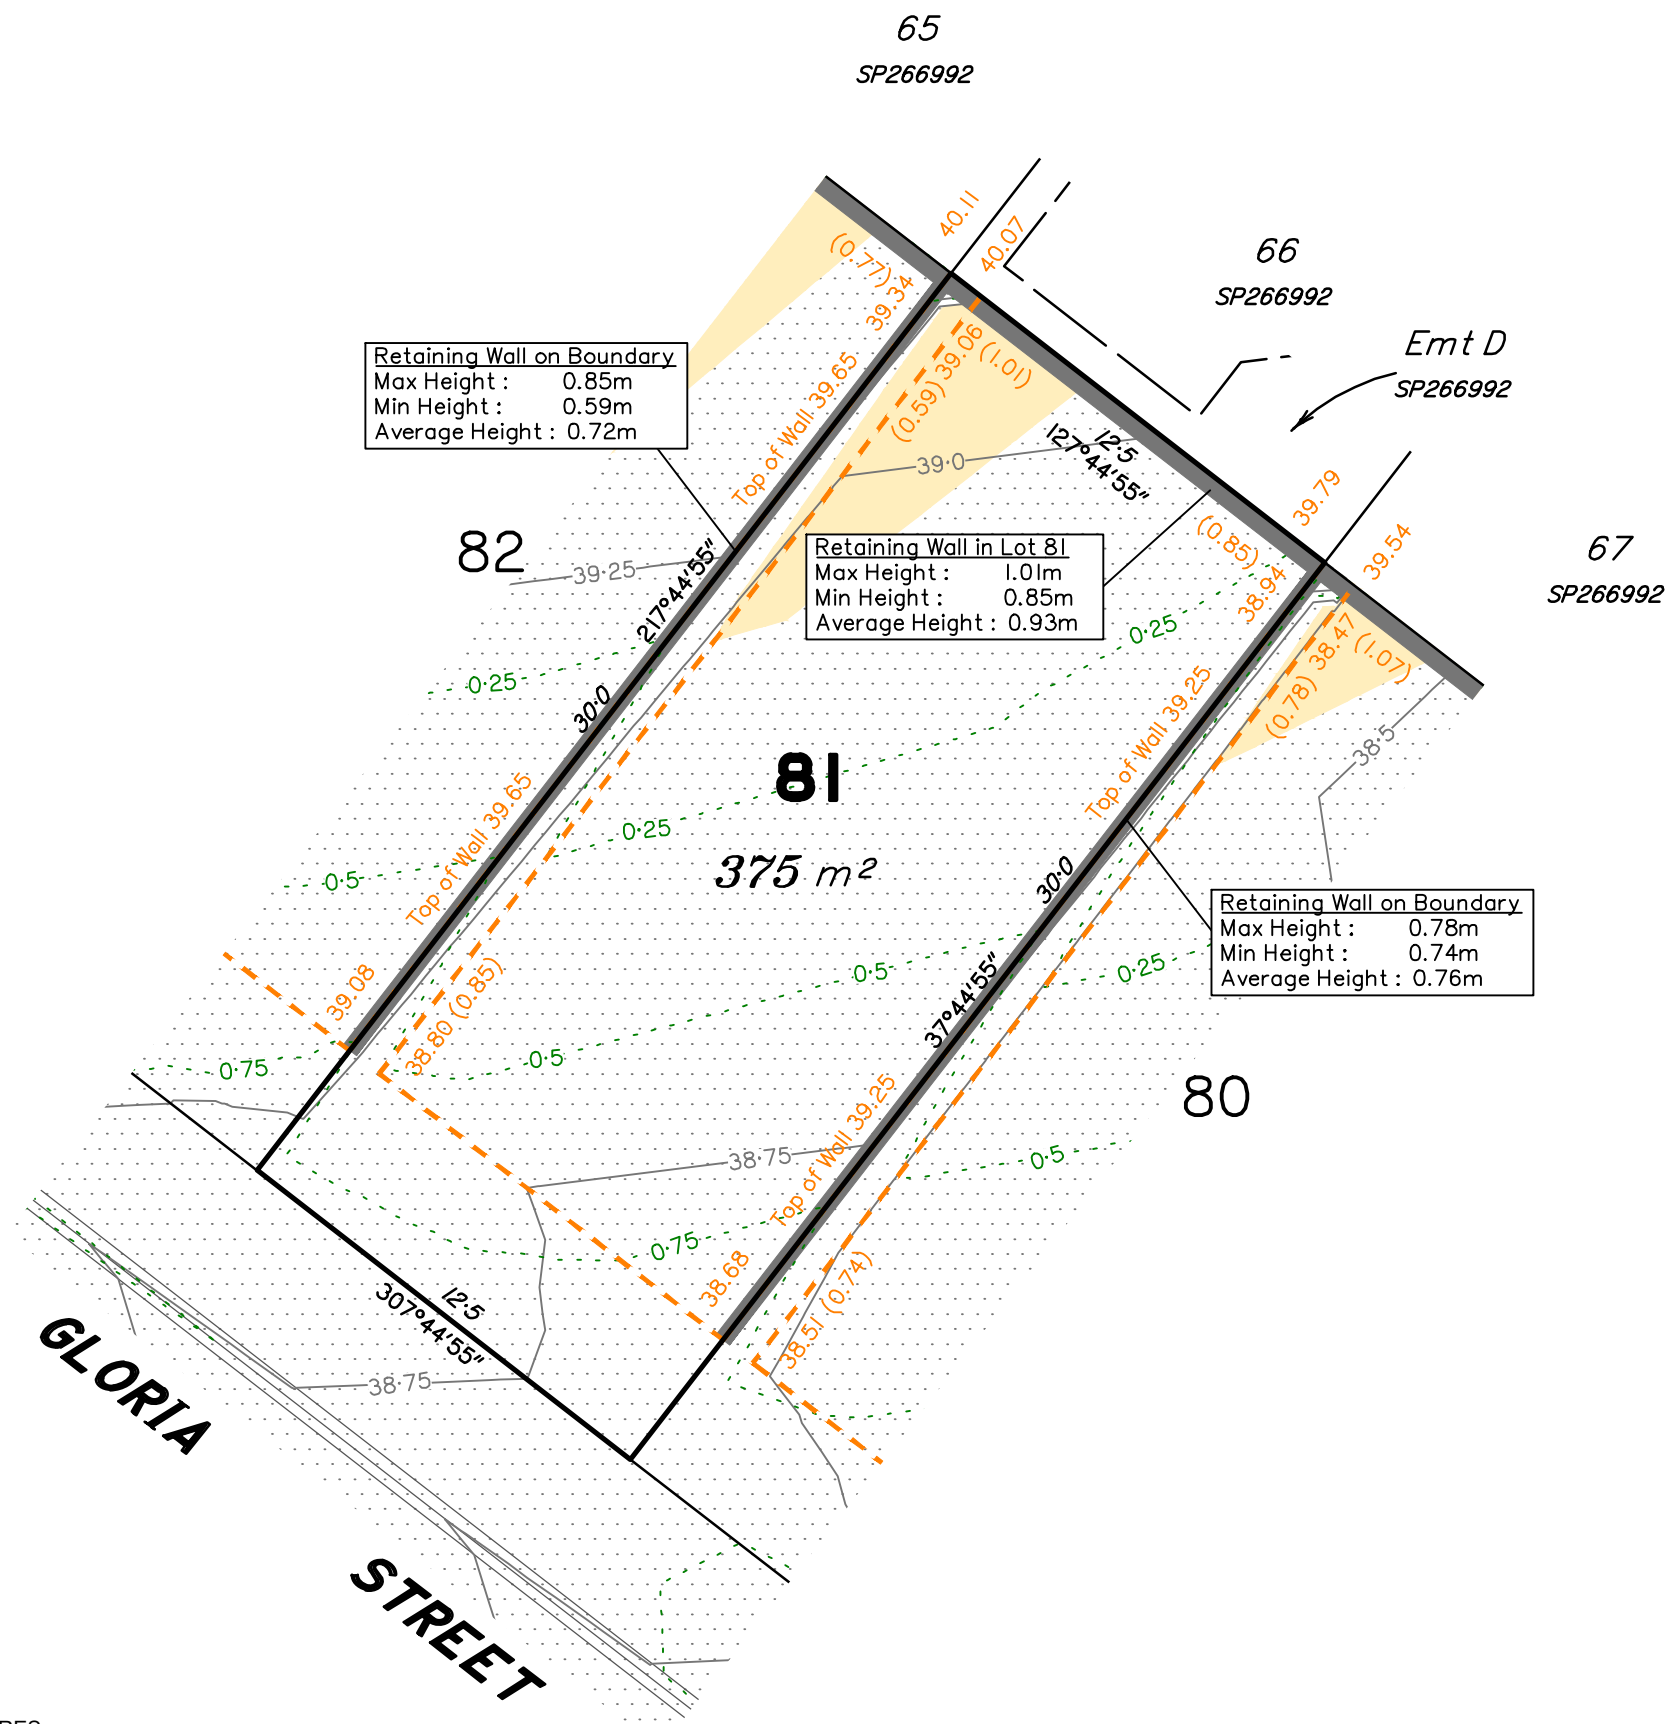 65
SP266992
40.11
40.07
66
SP266992
(0.77)
39.34
Emt D
SP266992
Retaining Wall on Boundary
Max Height : 0.85m
Min Height : 0.59m
Average Height : 0.72m
Top of Wall 39.65
(0.59) 39.06
(1.01)
39.0
12.5
127°44'55"
39.79
39.54
67
SP266992
82
39.25
217°44'55"
Retaining Wall in Lot 81
Max Height : 1.01m
Min Height : 0.85m
Average Height : 0.93m
(0.85)
38.94
0.25
38.47
(1.07)
(0.78)
38.5
0.25
30.0
81
375 m²
Top of Wall 39.25
0.25
Top of Wall 39.65
0.5
30.0
Retaining Wall on Boundary
Max Height : 0.78m
Min Height : 0.74m
Average Height : 0.76m
39.08
38.80 (0.85)
0.5
37°44'55"
0.25
0.75
0.5
80
Top of Wall 39.25
38.75
0.5
0.75
38.68
38.51 (0.74)
12.5
307°44'55"
38.75
GLORIA
STREET